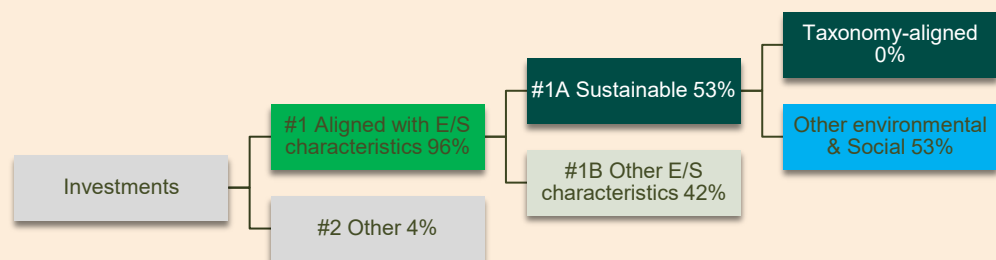 Investments
#1 Aligned with E/S
characteristics 96%
#2 Other 4%
#1A Sustainable 53%
#1B Other E/S
characteristics 42%
Taxonomy-aligned
0%
Other environmental
& Social 53%